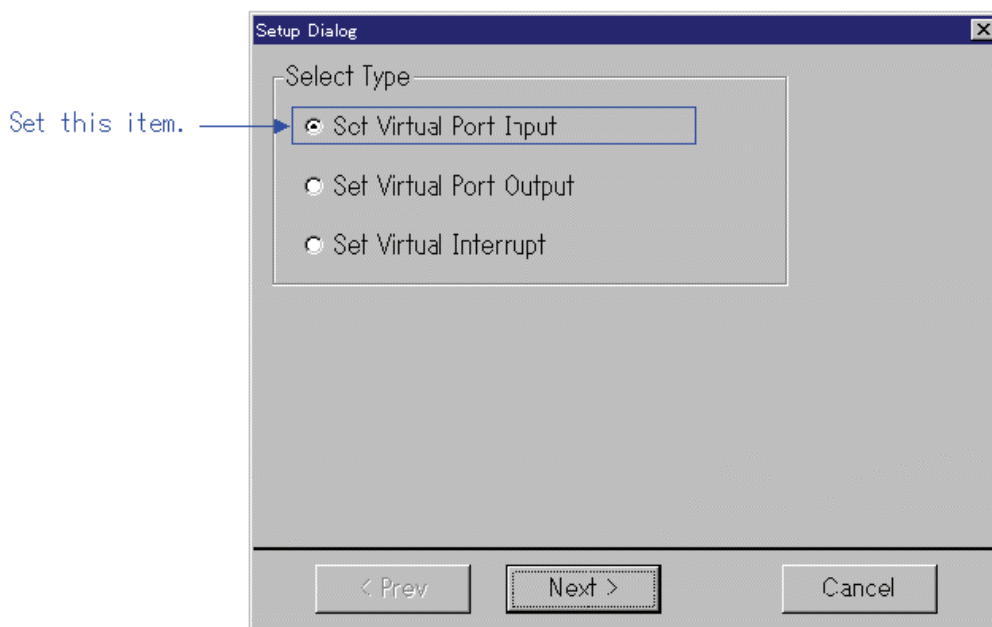 Setup Dialog
Select Type
Set this item.
Set Virtual Port Input
Set Virtual Port Output
Set Virtual Interrupt
< Prev
Next >
Cancel